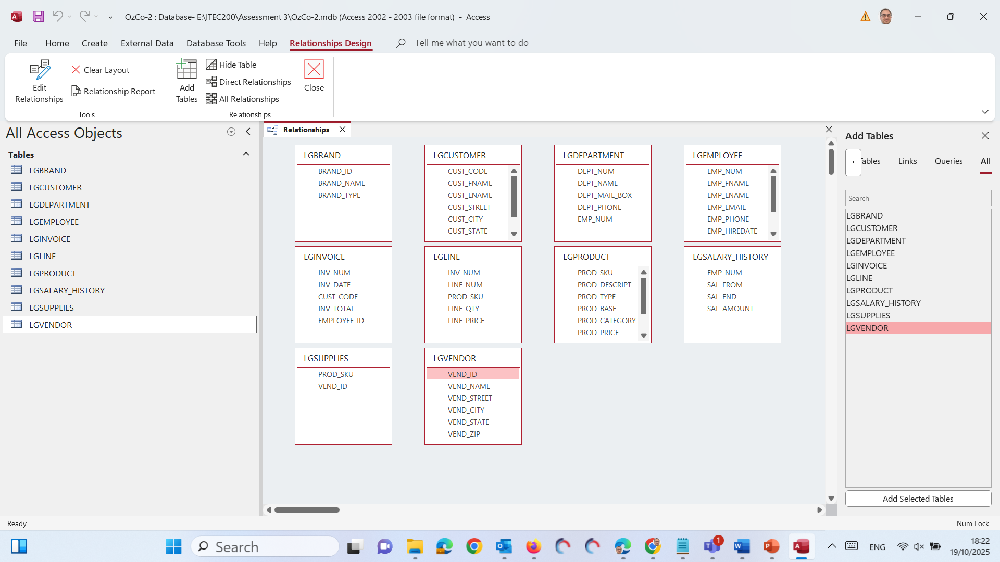 OzCo-2 : Database- E:\ITEC200\Assessment 3\OzCo-2.mdb (Access 2002 - 2003 file format) - Access
File Home Create External Data Database Tools Help Relationships Design Tell me what you want to do
Edit Relationships
Clear Layout
Relationship Report
Tools
Add Tables
Hide Table
Direct Relationships
All Relationships
Close
Relationships
All Access Objects
Tables
LGBRAND
LGCUSTOMER
LGDEPARTMENT
LGEMPLOYEE
LGINVOICE
LGLINE
LGPRODUCT
LGSALARY_HISTORY
LGSUPPLIES
LGVENDOR
Relationships
LGBRAND
BRAND_ID
BRAND_NAME
BRAND_TYPE
LGCUSTOMER
CUST_CODE
CUST_FNAME
CUST_LNAME
CUST_STREET
CUST_CITY
CUST_STATE
LGDEPARTMENT
DEPT_NUM
DEPT_NAME
DEPT_MAIL_BOX
DEPT_PHONE
EMP_NUM
LGEMPLOYEE
EMP_NUM
EMP_FNAME
EMP_LNAME
EMP_EMAIL
EMP_PHONE
EMP_HIREDATE
LGINVOICE
INV_NUM
INV_DATE
CUST_CODE
INV_TOTAL
EMPLOYEE_ID
LGLINE
INV_NUM
LINE_NUM
PROD_SKU
LINE_QTY
LINE_PRICE
LGPRODUCT
PROD_SKU
PROD_DESCRIPT
PROD_TYPE
PROD_BASE
PROD_CATEGORY
PROD_PRICE
LGSALARY_HISTORY
EMP_NUM
SAL_FROM
SAL_END
SAL_AMOUNT
LGSUPPLIES
PROD_SKU
VEND_ID
LGVENDOR
VEND_ID
VEND_NAME
VEND_STREET
VEND_CITY
VEND_STATE
VEND_ZIP
Add Tables
Tables Links Queries All
Search
LGBRAND
LGCUSTOMER
LGDEPARTMENT
LGEMPLOYEE
LGINVOICE
LGLINE
LGPRODUCT
LGSALARY_HISTORY
LGSUPPLIES
LGVENDOR
Add Selected Tables
Ready
Num Lock
Search
1
ENG
18:22
19/10/2025